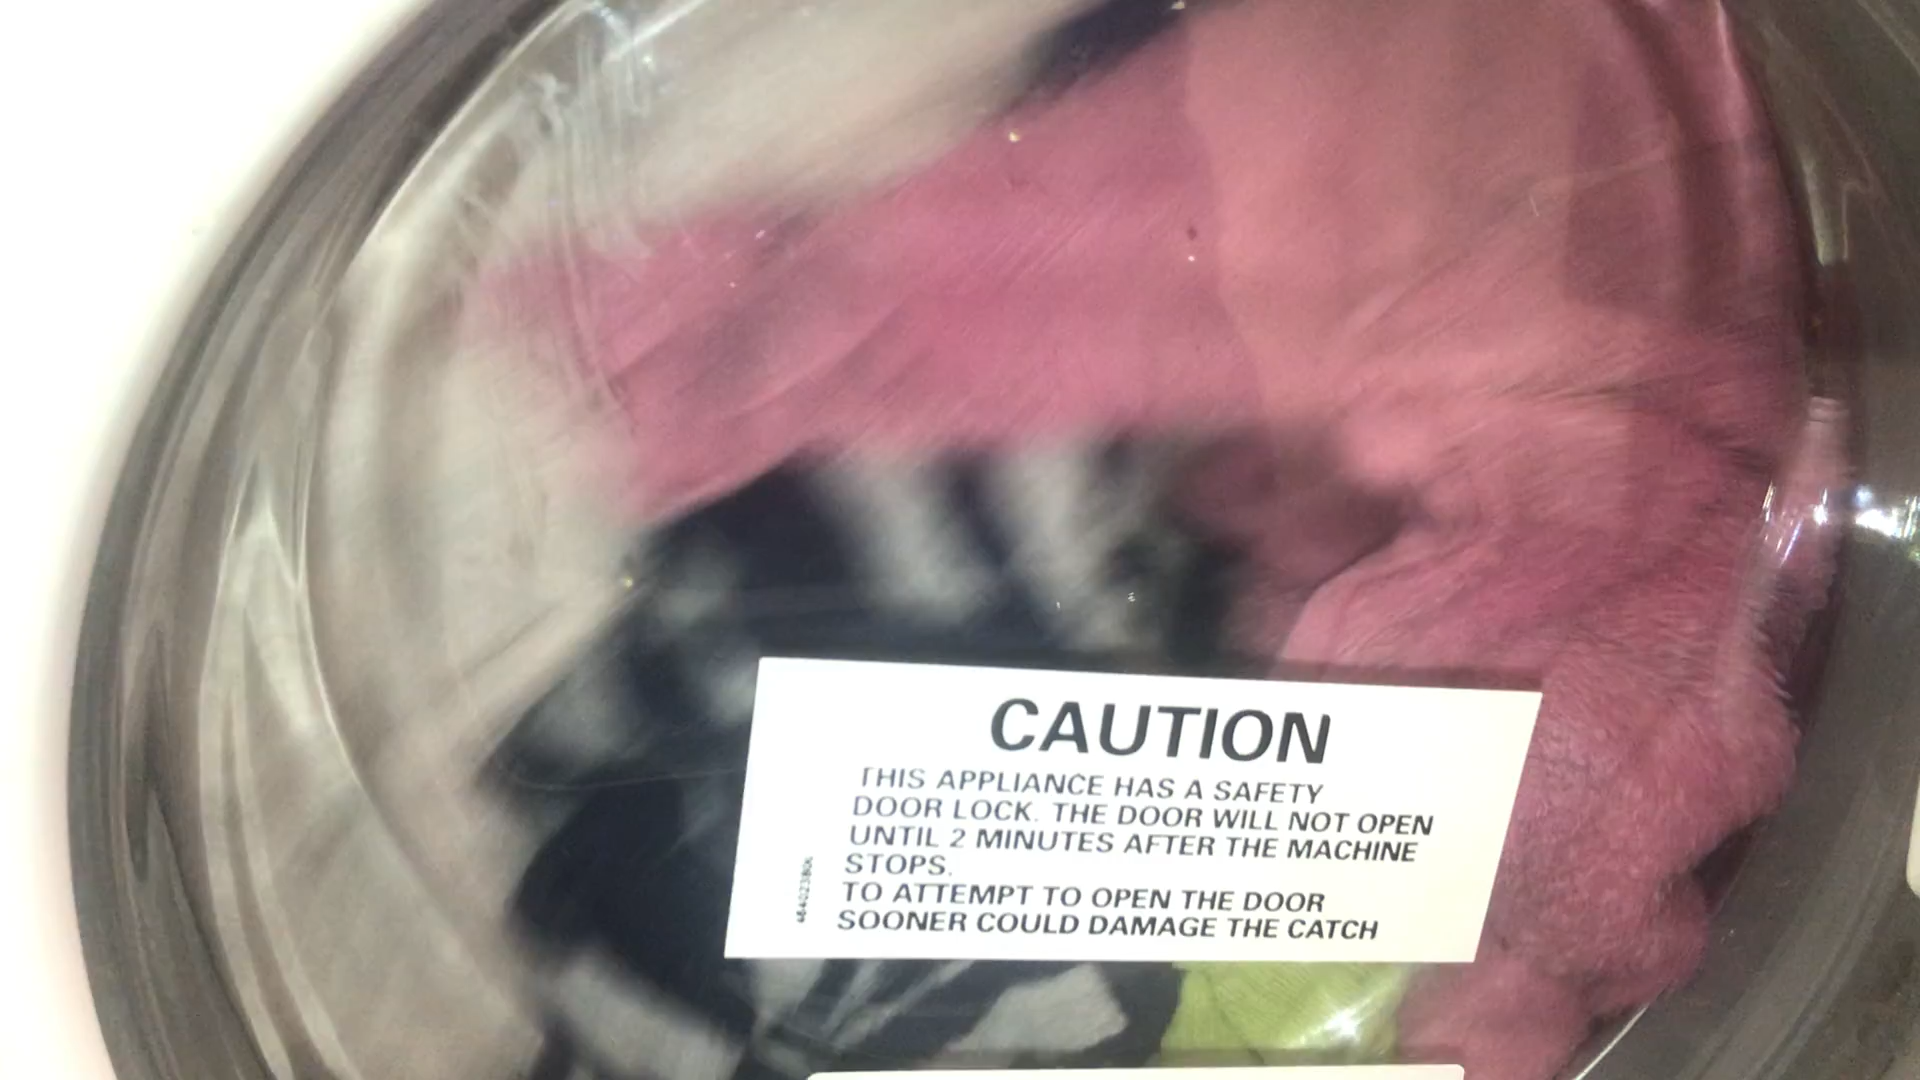 CAUTION
THIS APPLIANCE HAS A SAFETY
DOOR LOCK. THE DOOR WILL NOT OPEN
UNTIL 2 MINUTES AFTER THE MACHINE
STOPS.
TO ATTEMPT TO OPEN THE DOOR
SOONER COULD DAMAGE THE CATCH